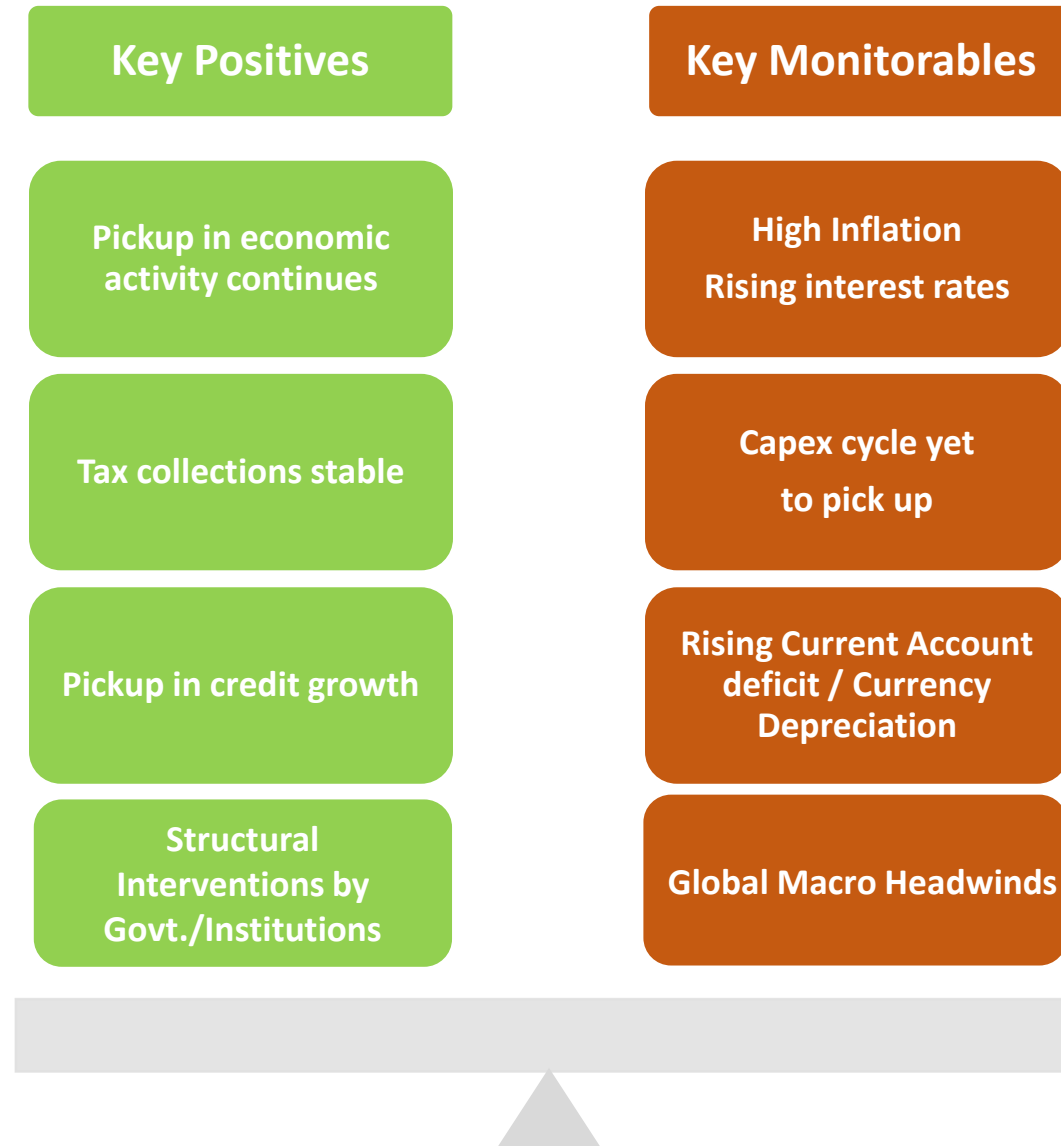 Key Positives
Pickup in economic
activity continues
Tax collections stable
Pickup in credit growth
Structural
Interventions by
Govt./Institutions
Key Monitorables
High Inflation
Rising interest rates
Capex cycle yet
to pick up
Rising Current Account
deficit / Currency
Depreciation
Global Macro Headwinds